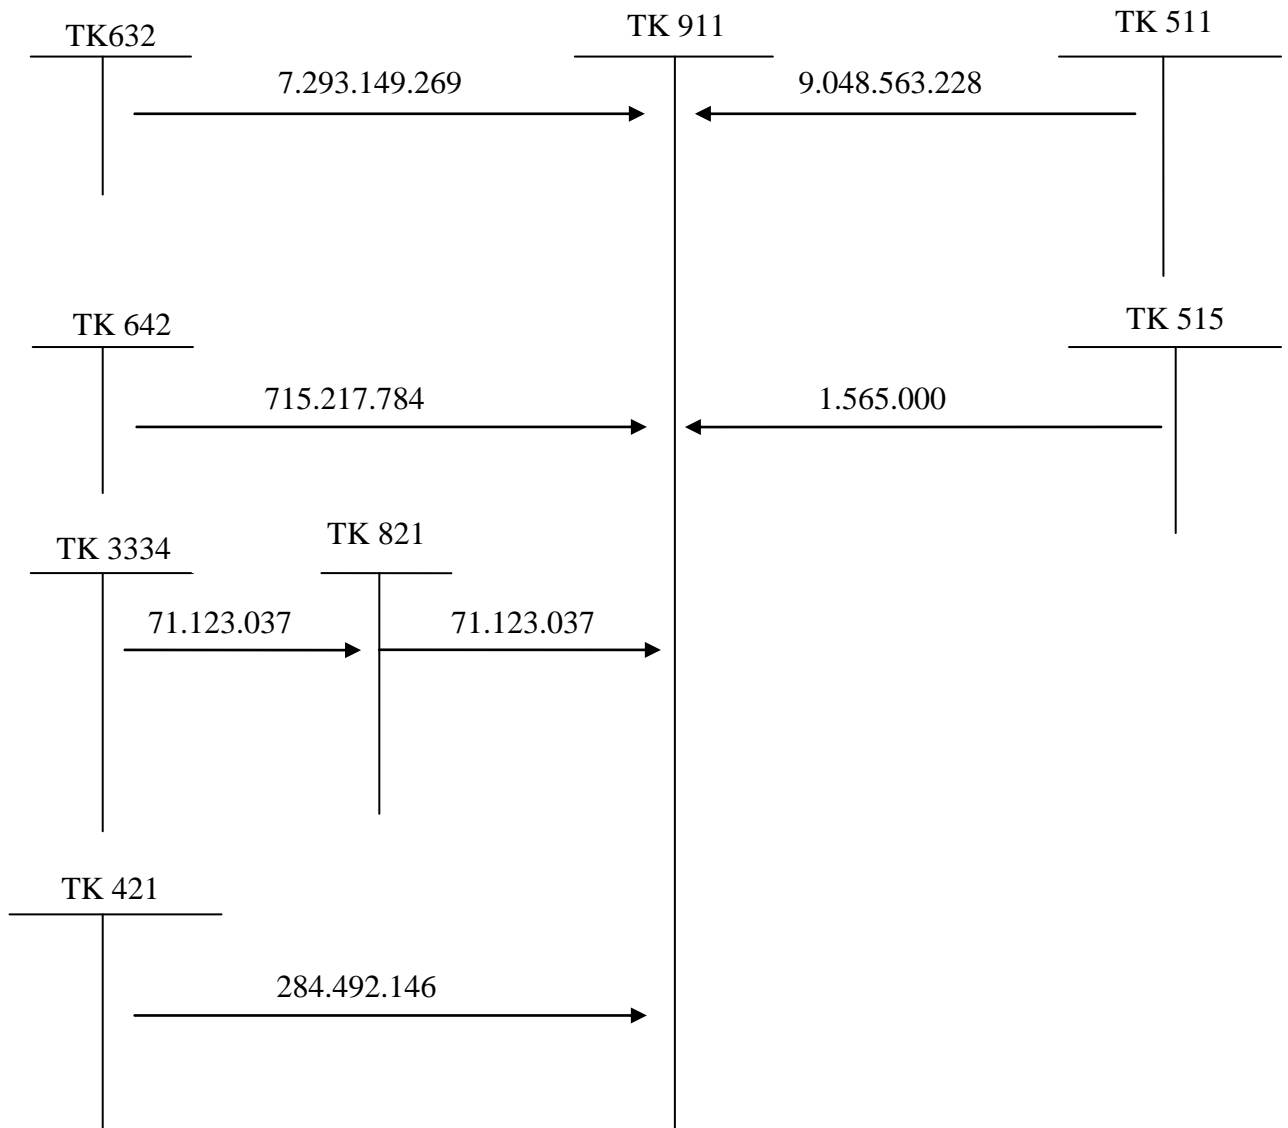 TK632
TK 911
TK 511
7.293.149.269
9.048.563.228
TK 642
TK 515
715.217.784
1.565.000
TK 3334
TK 821
71.123.037
71.123.037
TK 421
284.492.146